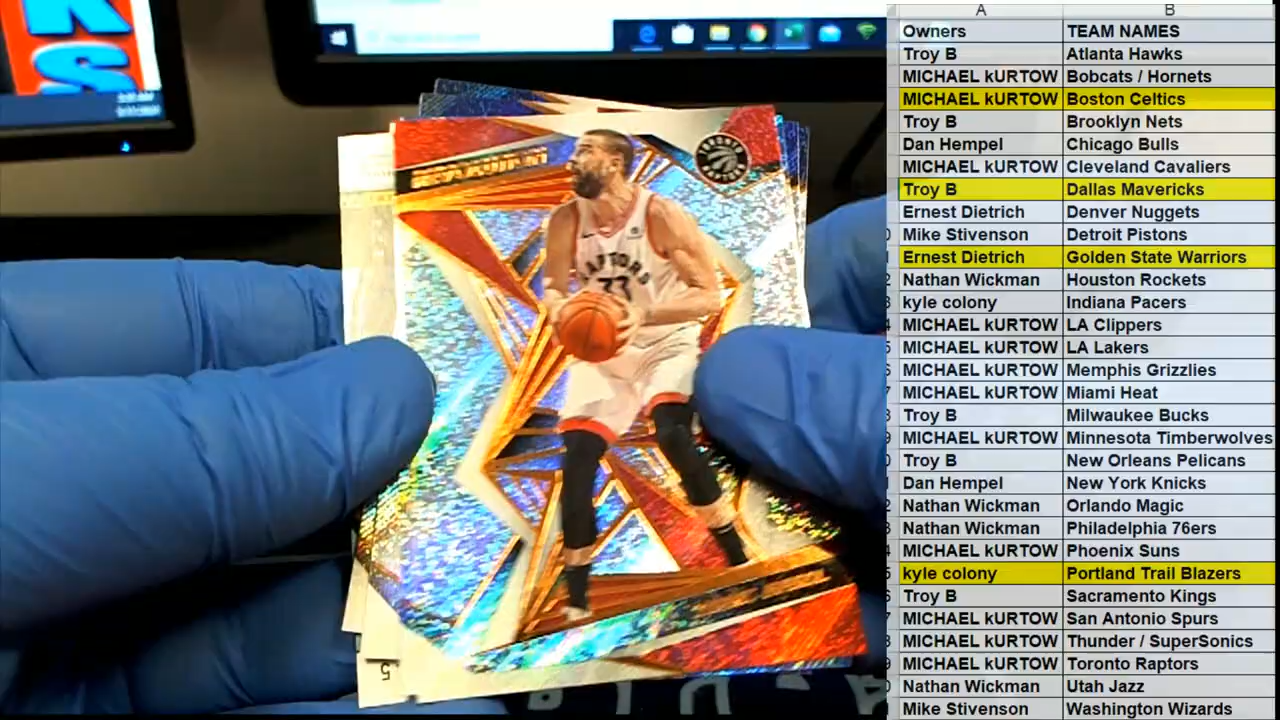 KS
REVOLUTION
TORONTO
RAPTORS
33
5
A B
Owners TEAM NAMES
Troy B Atlanta Hawks
MICHAEL kURTOW Bobcats / Hornets
MICHAEL kURTOW Boston Celtics
Troy B Brooklyn Nets
Dan Hempel Chicago Bulls
MICHAEL kURTOW Cleveland Cavaliers
Troy B Dallas Mavericks
Ernest Dietrich Denver Nuggets
Mike Stivenson Detroit Pistons
Ernest Dietrich Golden State Warriors
Nathan Wickman Houston Rockets
kyle colony Indiana Pacers
MICHAEL kURTOW LA Clippers
MICHAEL kURTOW LA Lakers
MICHAEL kURTOW Memphis Grizzlies
MICHAEL kURTOW Miami Heat
Troy B Milwaukee Bucks
MICHAEL kURTOW Minnesota Timberwolves
Troy B New Orleans Pelicans
Dan Hempel New York Knicks
Nathan Wickman Orlando Magic
Nathan Wickman Philadelphia 76ers
MICHAEL kURTOW Phoenix Suns
kyle colony Portland Trail Blazers
Troy B Sacramento Kings
MICHAEL kURTOW San Antonio Spurs
MICHAEL kURTOW Thunder / SuperSonics
MICHAEL kURTOW Toronto Raptors
Nathan Wickman Utah Jazz
Mike Stivenson Washington Wizards